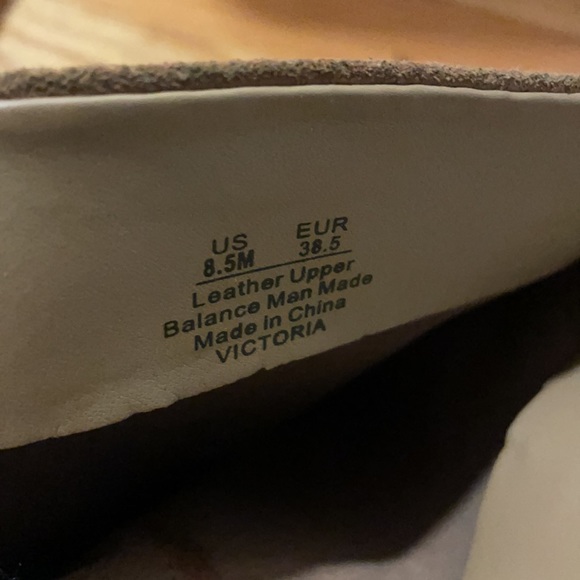 US EUR
8.5M 38.5
Leather Upper
Balance Man Made
Made in China
VICTORIA